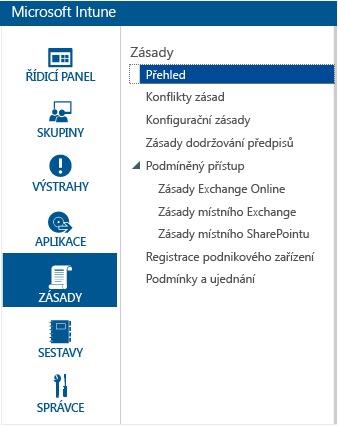 Microsoft Intune
ŘÍDICÍ PANEL
SKUPINY
VÝSTRAHY
APLIKACE
ZÁSADY
SESTAVY
SPRÁVCE
Zásady
Přehled
Konflikty zásad
Konfigurační zásady
Zásady dodržování předpisů
Podmíněný přístup
Zásady Exchange Online
Zásady místního Exchange
Zásady místního SharePointu
Registrace podnikového zařízení
Podmínky a ujednání